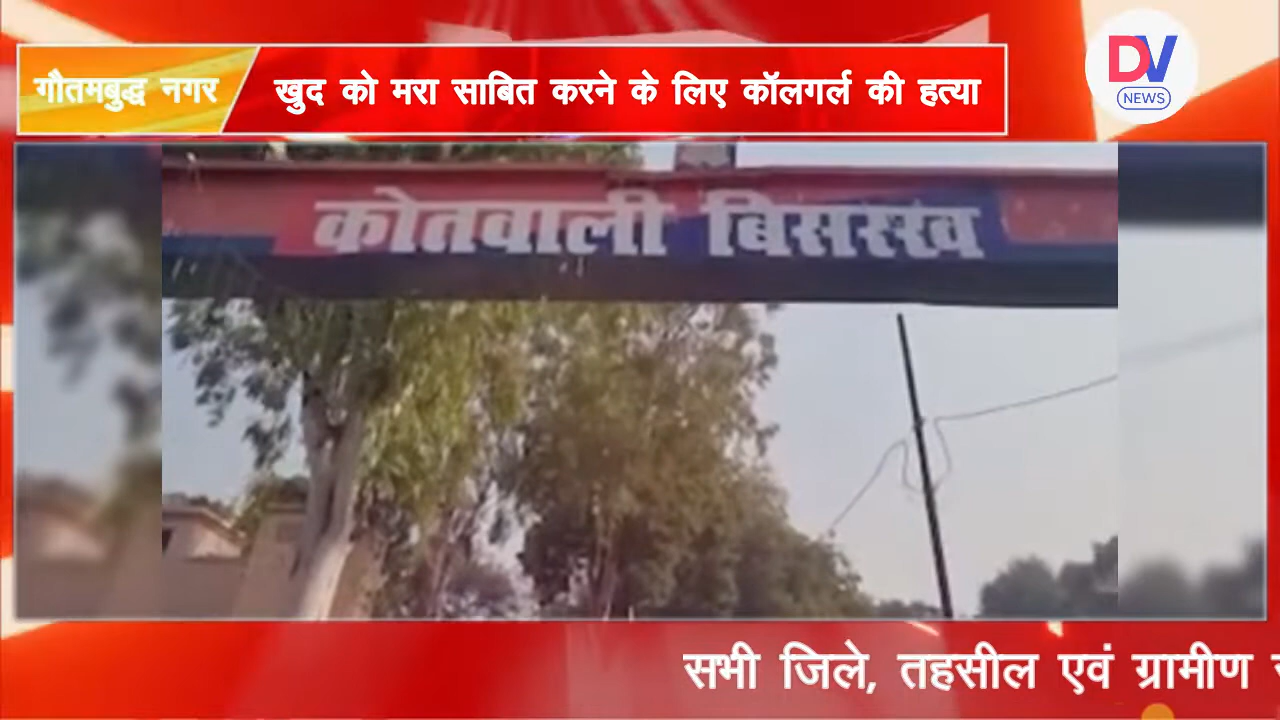 गौतमबुद्ध नगर
खुद को मरा साबित करने के लिए कॉलगर्ल की हत्या
DV
NEWS
कोतवाली बिसरख
सभी जिले, तहसील एवं ग्रामीण